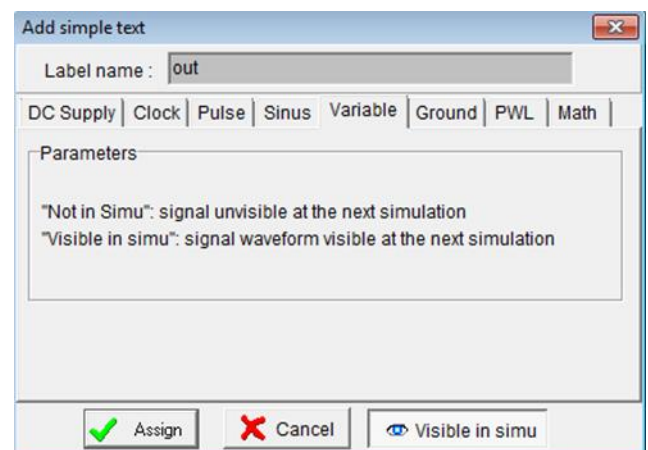 Add simple text
Label name : out
DC Supply Clock Pulse Sinus Variable Ground PWL Math
Parameters
"Not in Simu": signal unvisible at the next simulation
"Visible in simu": signal waveform visible at the next simulation
Assign Cancel Visible in simu